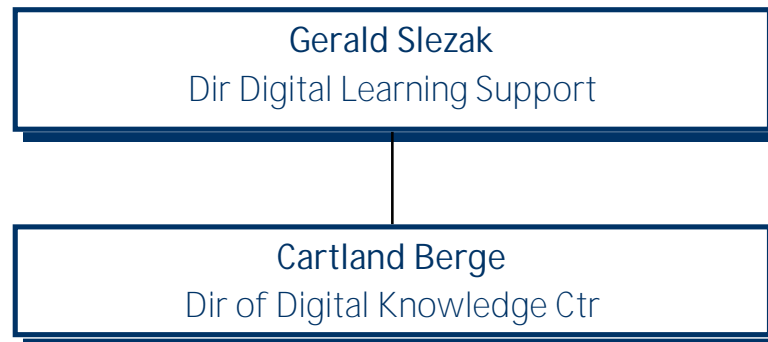 Gerald Slezak
Dir Digital Learning Support
Cartland Berge
Dir of Digital Knowledge Ctr